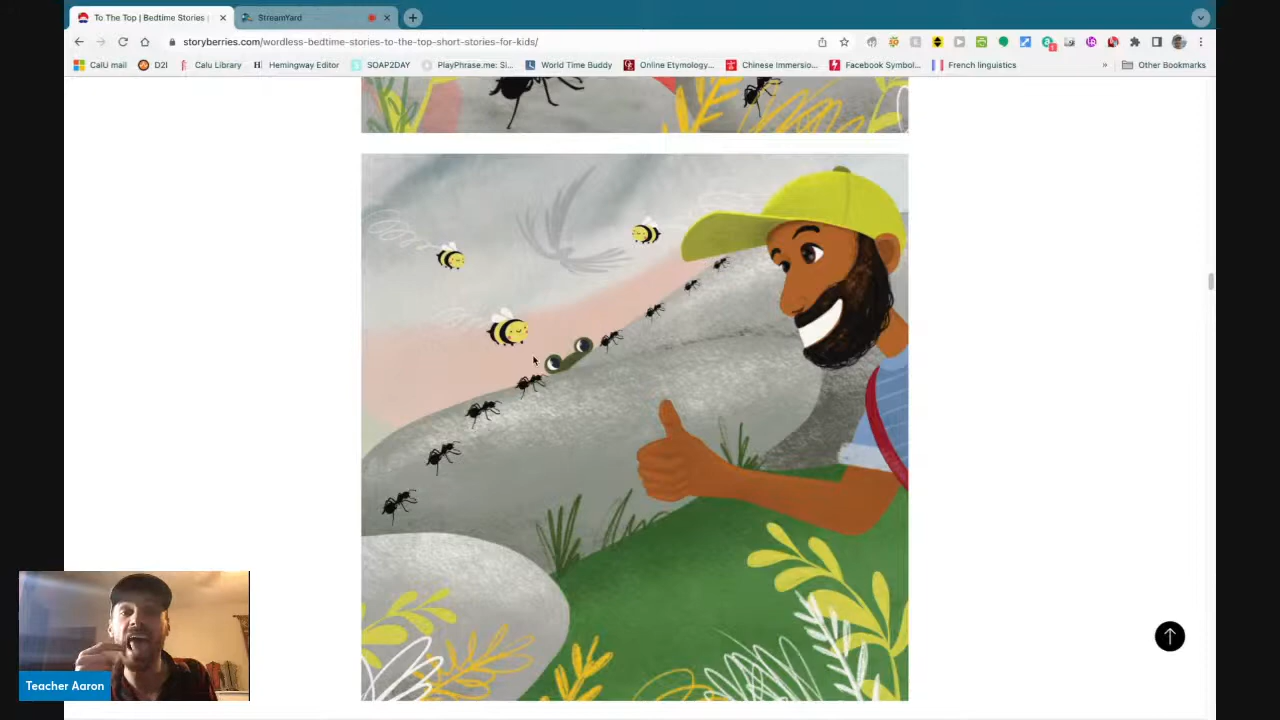 To The Top | Bedtime Stories |
StreamYard
storyberries.com/wordless-bedtime-stories-to-the-top-short-stories-for-kids/
CalU mail
D2l
Calu Library
Hemingway Editor
SOAP2DAY
PlayPhrase.me: Si...
World Time Buddy
Online Etymology...
Chinese Immersio...
Facebook Symbol...
French linguistics
»
Other Bookmarks
Teacher Aaron